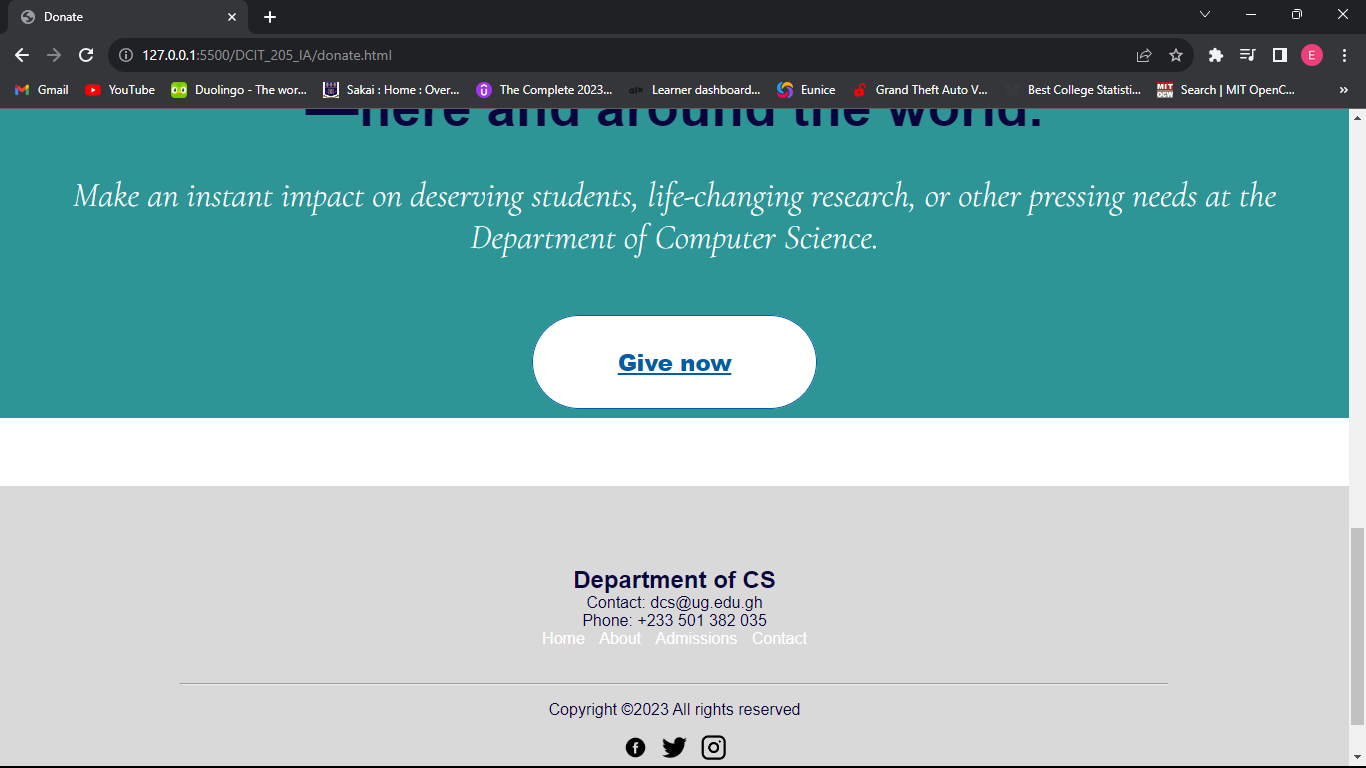 Donate
127.0.0.1:5500/DCIT_205_IA/donate.html
E
Gmail YouTube Duolingo - The wor... Sakai : Home : Over... The Complete 2023... Learner dashboard... Eunice Grand Theft Auto V... Best College Statisti... MIT OCW Search | MIT OpenC... »
—here and around the world.
Make an instant impact on deserving students, life-changing research, or other pressing needs at the
Department of Computer Science.
Give now
Department of CS
Contact: dcs@ug.edu.gh
Phone: +233 501 382 035
Home About Admissions Contact
Copyright ©2023 All rights reserved